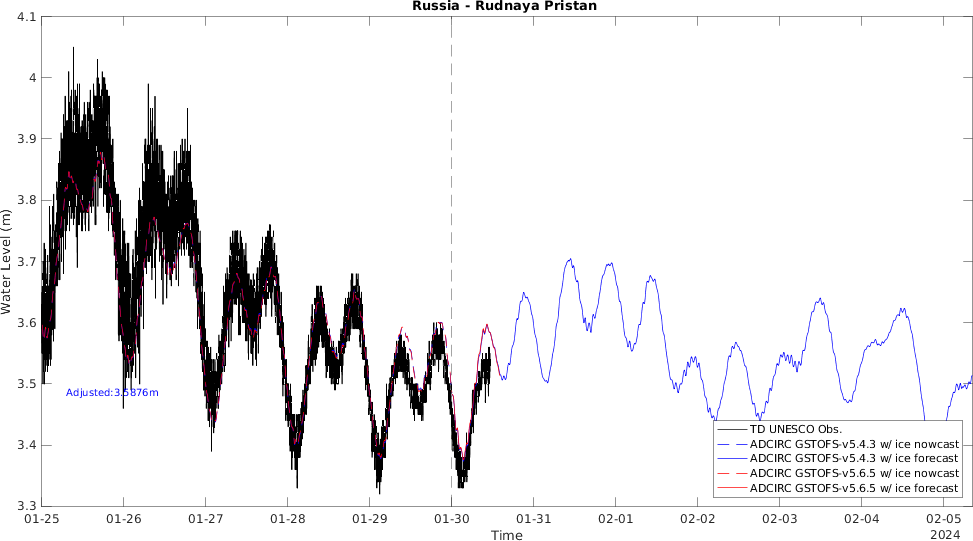 Russia - Rudnaya Pristan
4.1
4
3.9
3.8
3.7
3.6
3.5
3.4
3.3
Water Level (m)
Adjusted:3.5876m
TD UNESCO Obs.
ADCIRC GSTOFS-v5.4.3 w/ ice nowcast
ADCIRC GSTOFS-v5.4.3 w/ ice forecast
ADCIRC GSTOFS-v5.6.5 w/ ice nowcast
ADCIRC GSTOFS-v5.6.5 w/ ice forecast
01-25 01-26 01-27 01-28 01-29 01-30 01-31 02-01 02-02 02-03 02-04 02-05
2024
Time